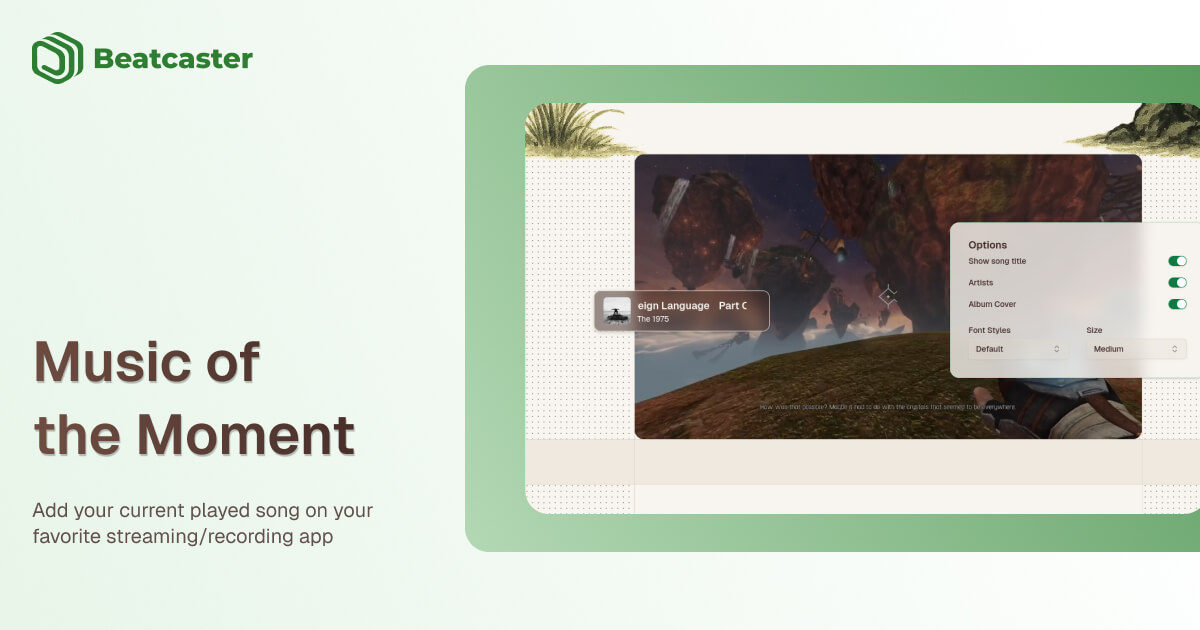 Beatcaster
Music of
the Moment
Add your current played song on your
favorite streaming/recording app
eign Language Part
The 1975
Options
Show song title
Artists
Album Cover
Font Styles
Size
Default
Medium
How was that possible? Maybe it had to do with the crystals that seemed to be everywhere.